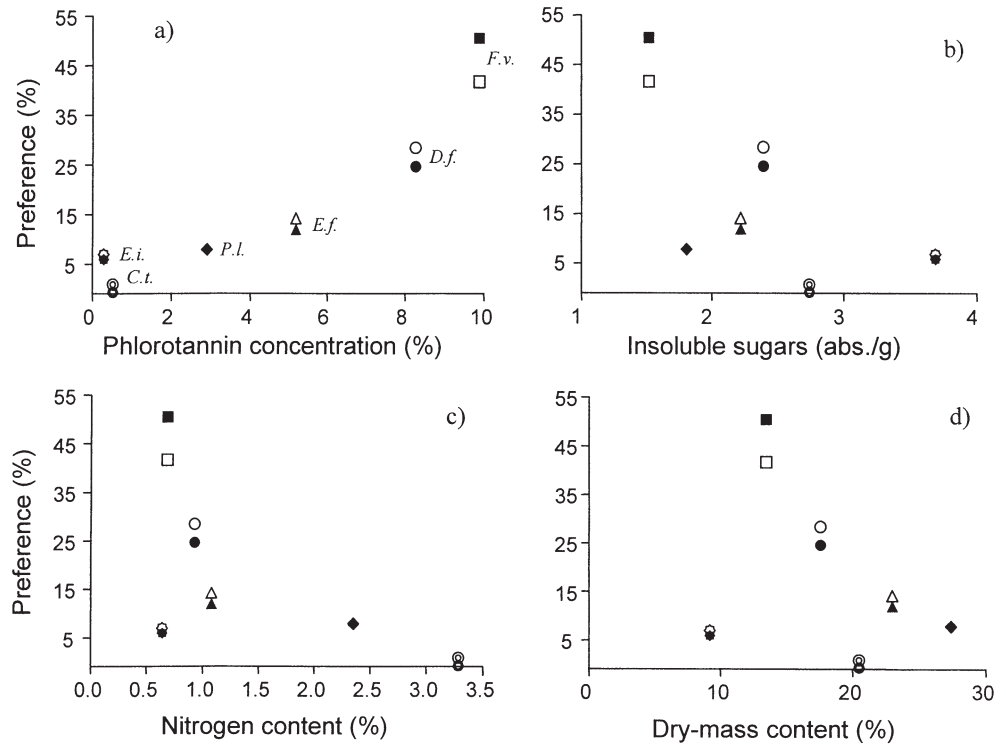 a)
55
45
35
25
15
5
Preference (%)
F.v.
D.f.
E.f.
P.l.
E.i.
C.t.
0 2 4 6 8 10
Phlorotannin concentration (%)
b)
55
45
35
25
15
5
1 2 3 4
Insoluble sugars (abs./g)
c)
55
45
35
25
15
5
Preference (%)
0.0 0.5 1.0 1.5 2.0 2.5 3.0 3.5
Nitrogen content (%)
d)
55
45
35
25
15
5
0 10 20 30
Dry-mass content (%)